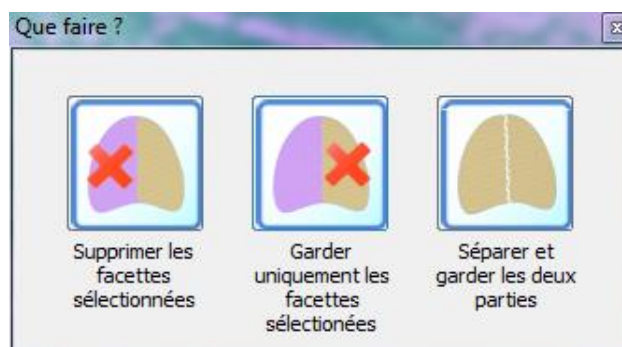 Que faire ?
Supprimer les
facettes
sélectionnées
Garder
uniquement les
facettes
sélectionées
Séparer et
garder les deux
parties